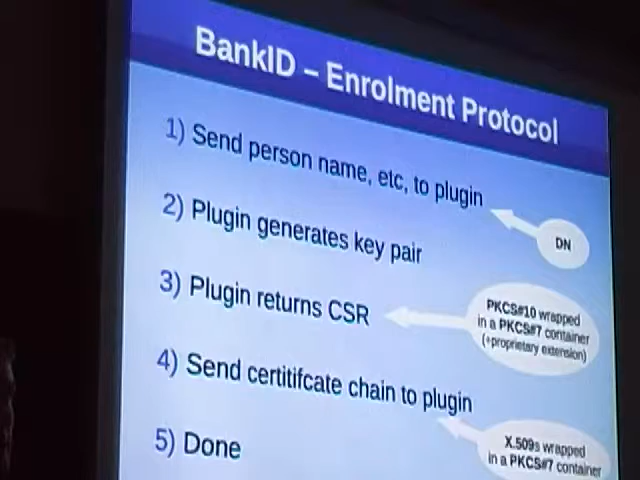 BankID – Enrolment Protocol
1) Send person name, etc, to plugin
DN
2) Plugin generates key pair
3) Plugin returns CSR
PKCS#10 wrapped
in a PKCS#7 container
(+proprietary extension)
4) Send certitifcate chain to plugin
X.509s wrapped
in a PKCS#7 container
5) Done